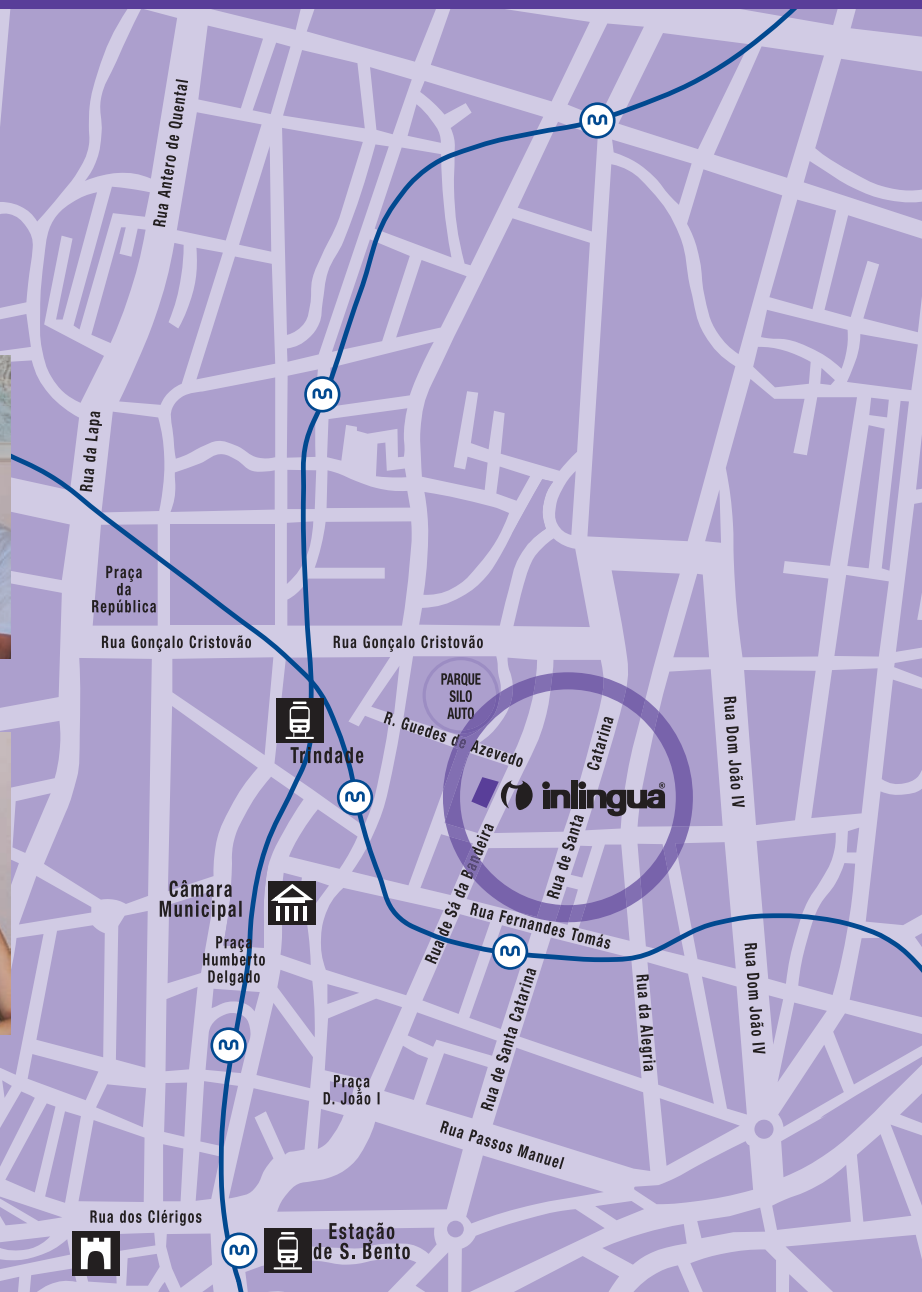 Rua Antero de Quental
Rua da Lapa
Praça
da
República
Rua Gonçalo Cristovão
Rua Gonçalo Cristovão
PARQUE
SILO
AUTO
R. Guedes de Azevedo
Trindade
Rua de Santa Catarina
Rua Dom João IV
inlingua®
Rua de Sá da Bandeira
Câmara
Municipal
Rua Fernandes Tomás
Praça
Humberto
Delgado
Rua de Santa Catarina
Rua da Alegria
Rua Dom João IV
Praça
D. João I
Rua Passos Manuel
Rua dos Clérigos
Estação
de S. Bento